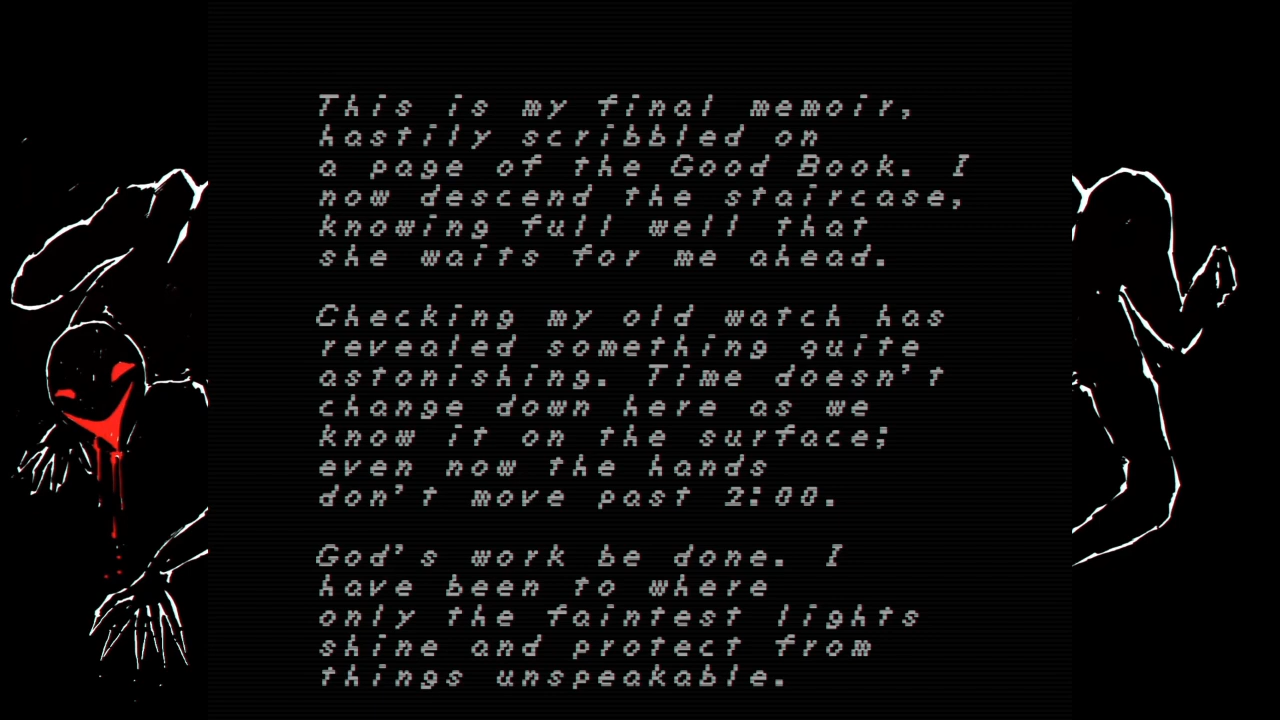 This is my final memoir,
hastily scribbled on
a page of the Good Book. I
now descend the staircase,
knowing full well that
she waits for me ahead.
Checking my old watch has
revealed something quite
astonishing. Time doesn't
change down here as we
know it on the surface;
even now the hands
don't move past 2:00.
God's work be done. I
have been to where
only the faintest lights
shine and protect from
things unspeakable.